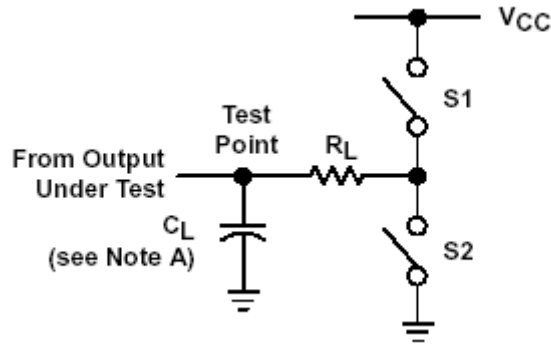 VCC
S1
Test
Point
RL
From Output
Under Test
CL
(see Note A)
S2